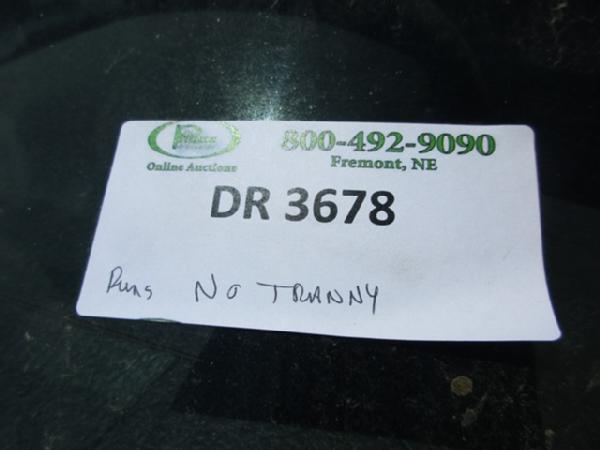 800-492-9090
Online Auctions Fremont, NE
DR 3678
Runs NO TRANNY